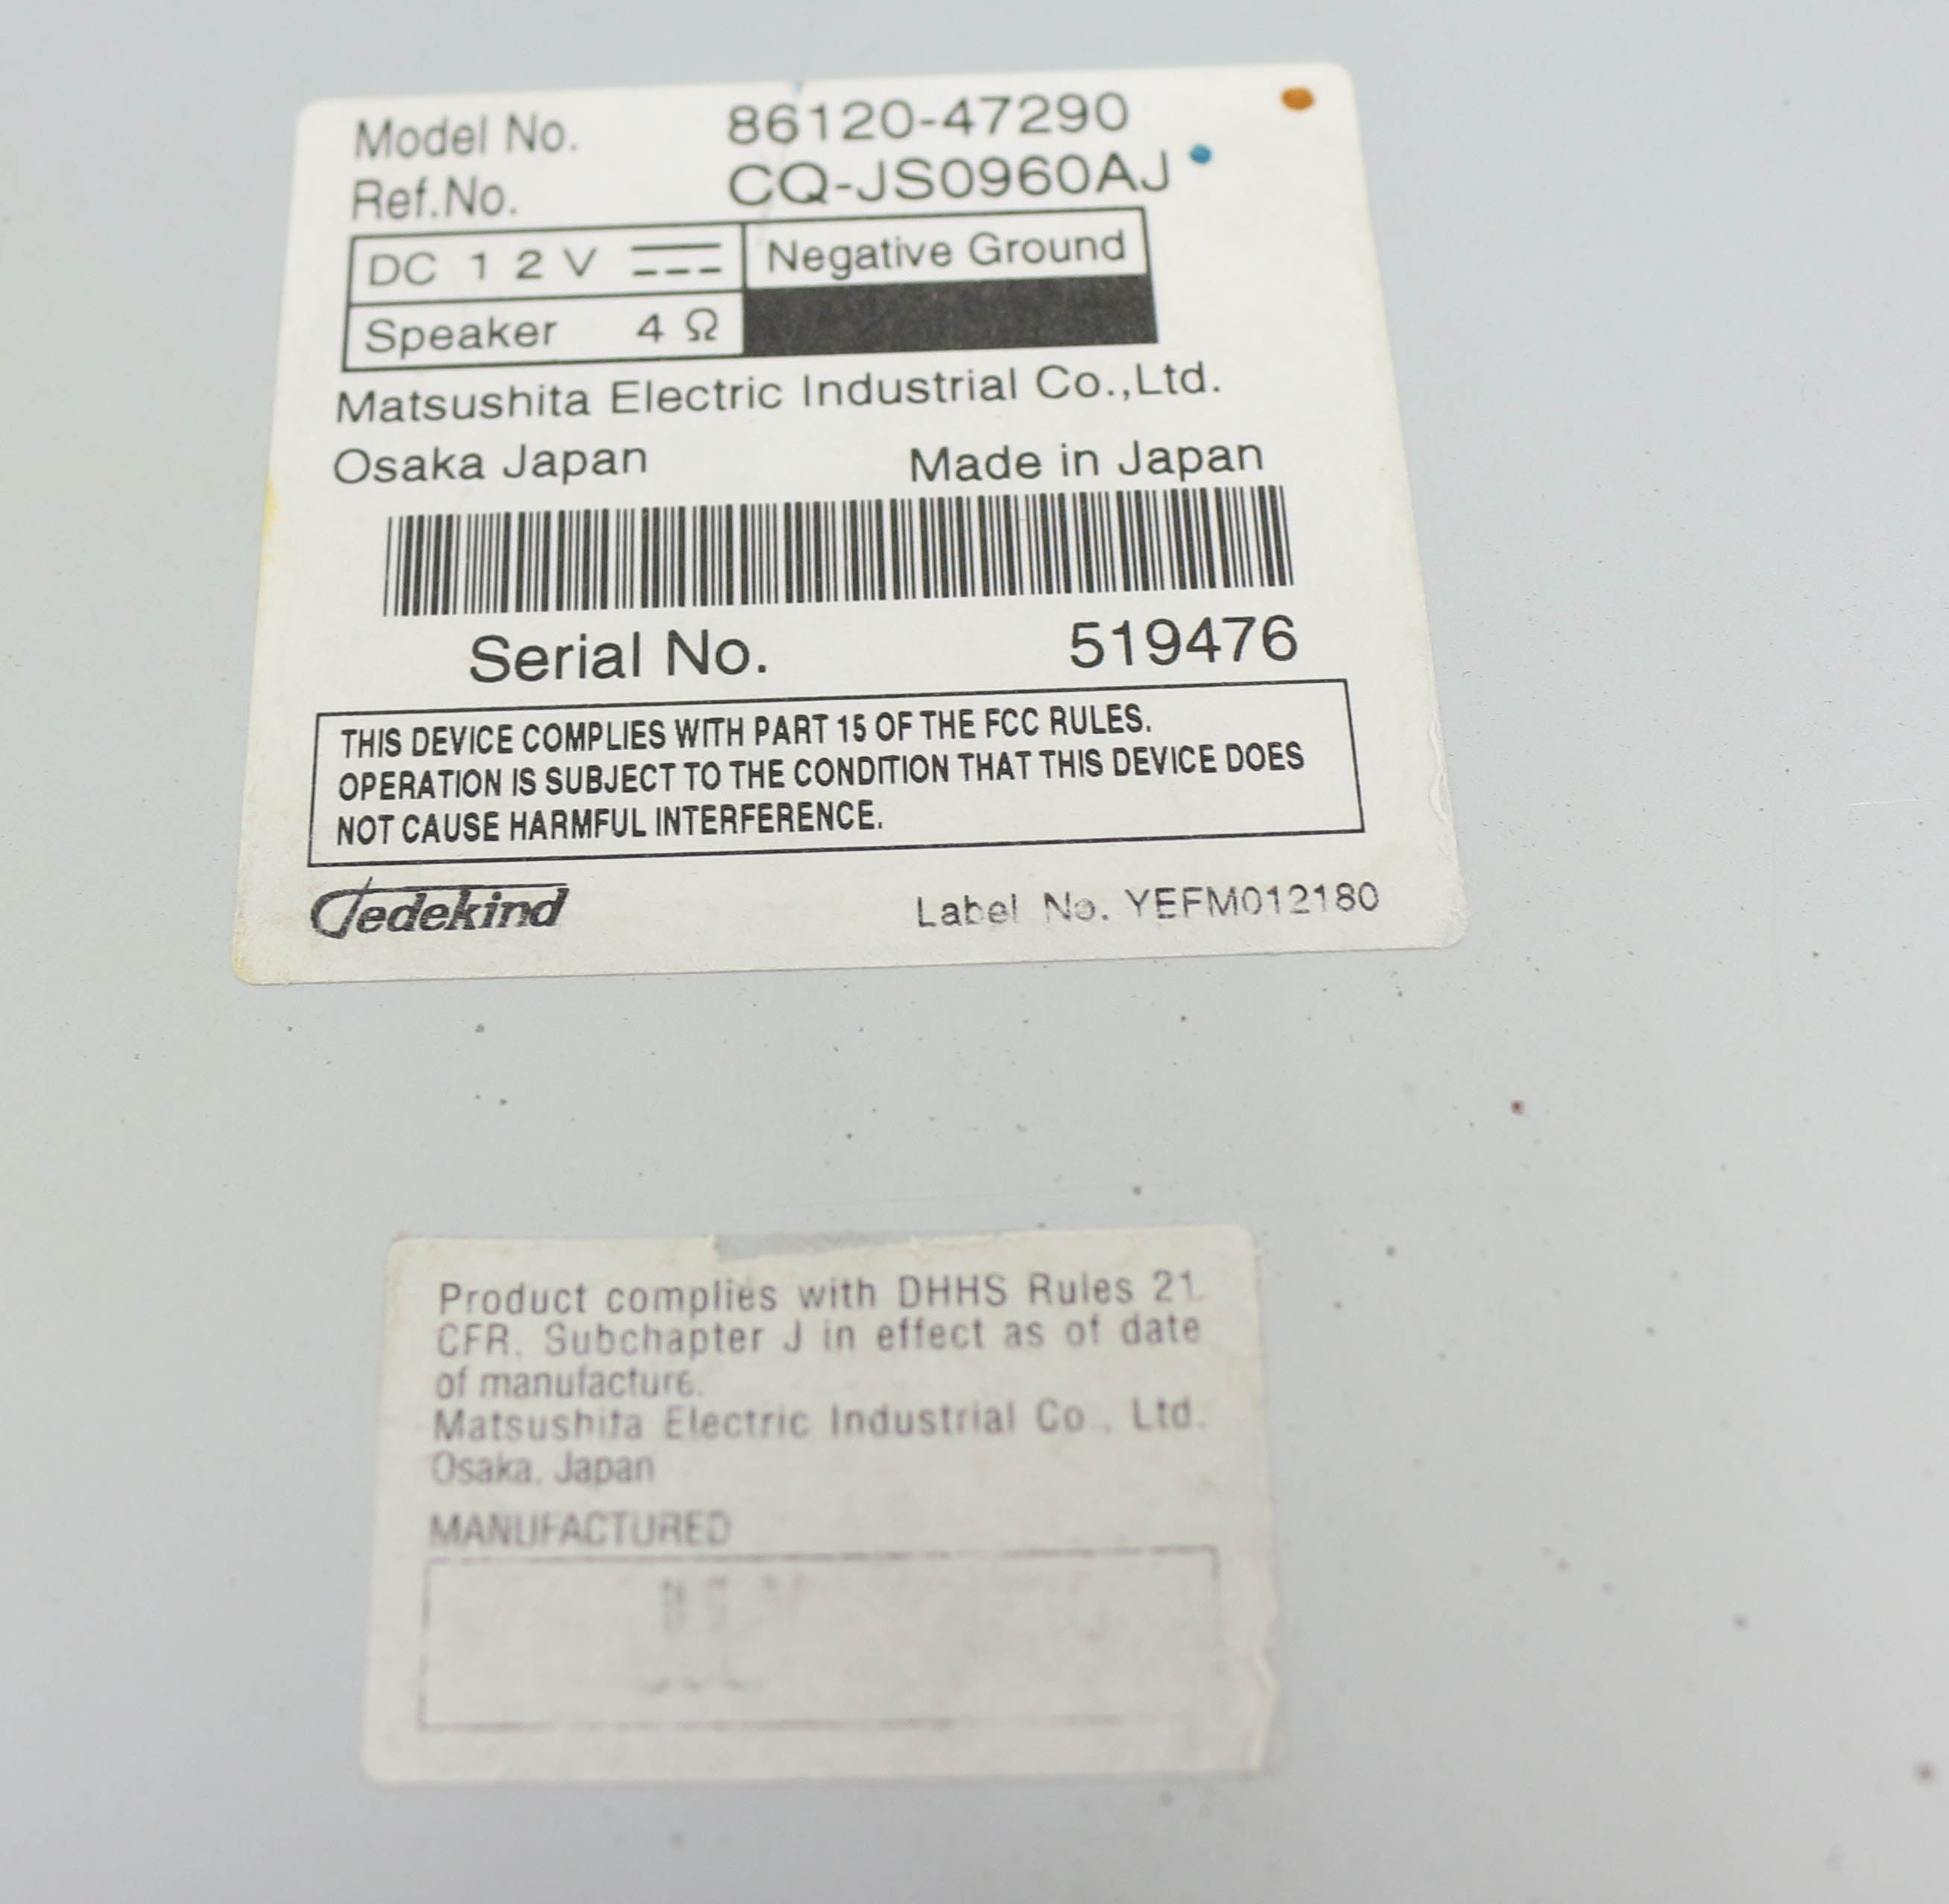 Model No. 86120-47290
Ref.No. CQ-JS0960AJ
DC 12V Negative Ground
Speaker 4 Ω
Matsushita Electric Industrial Co.,Ltd.
Osaka Japan Made in Japan
Serial No. 519476
THIS DEVICE COMPLIES WITH PART 15 OF THE FCC RULES.
OPERATION IS SUBJECT TO THE CONDITION THAT THIS DEVICE DOES
NOT CAUSE HARMFUL INTERFERENCE.
Dedekind Label No. YEFM012180
Product complies with DHHS Rules 21
CFR. Subchapter J in effect as of date
of manufacture.
Matsushita Electric Industrial Co., Ltd.
Osaka, Japan
MANUFACTURED